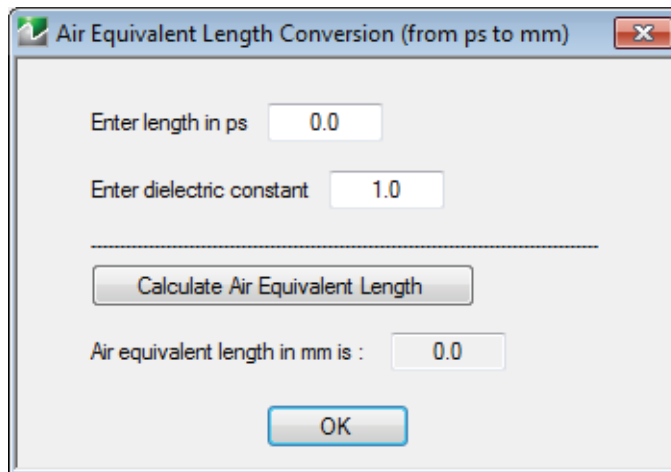 Air Equivalent Length Conversion (from ps to mm)
Enter length in ps 0.0
Enter dielectric constant 1.0
Calculate Air Equivalent Length
Air equivalent length in mm is : 0.0
OK